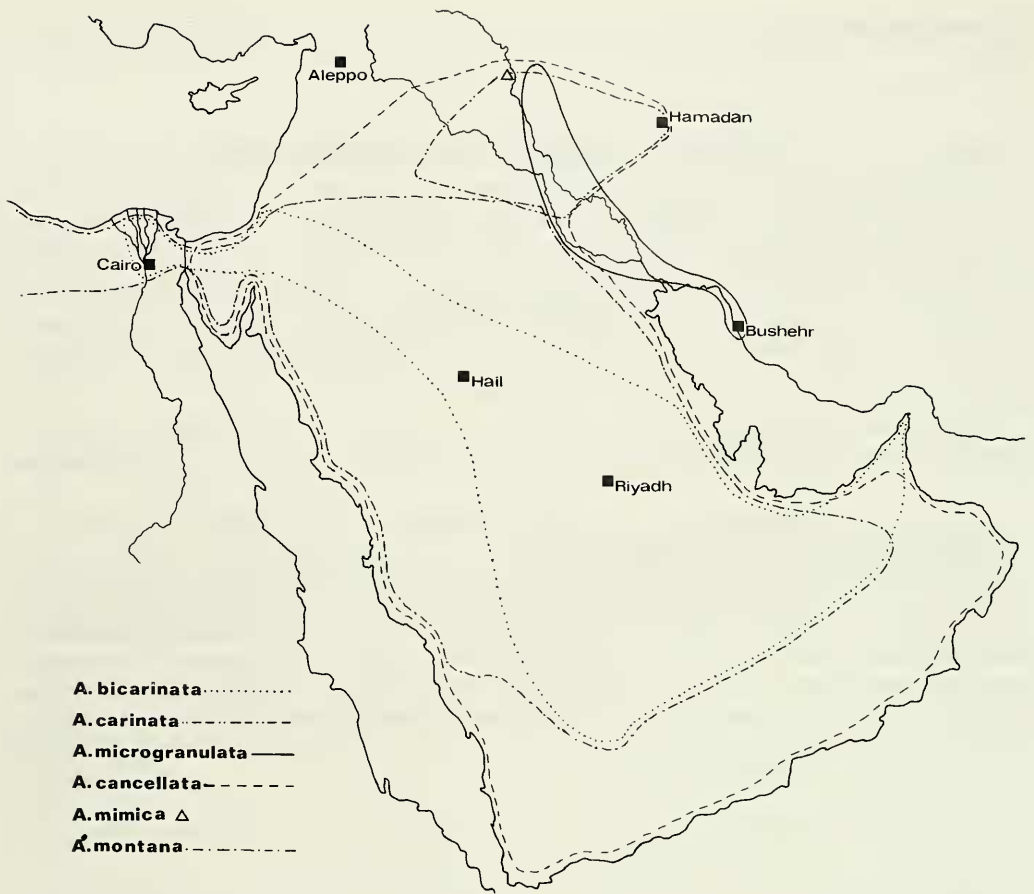 Aleppo
Hamadan
Cairo
Bushehr
Hail
Riyadh
A. bicarinata
A. carinata
A. microgranulata
A. cancellata
A. mimica △
A. montana